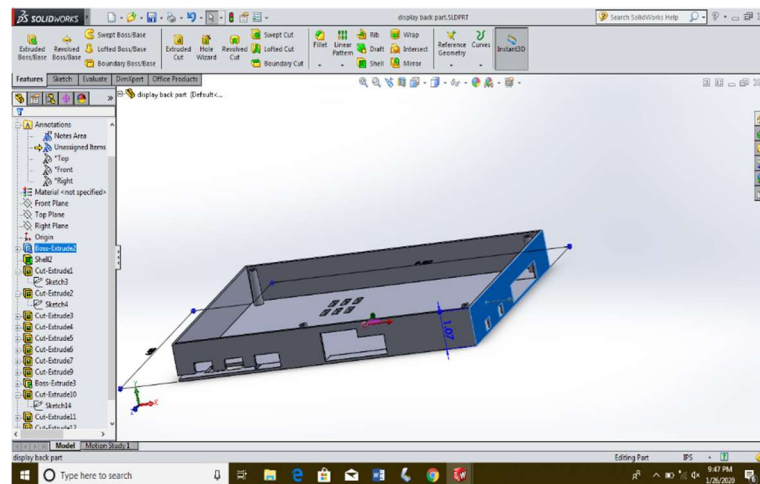 SOLIDWORKS
display back part.SLDPRT
Search SolidWorks Help
Extruded Boss/Base
Revolved Boss/Base
Swept Boss/Base
Lofted Boss/Base
Boundary Boss/Base
Extruded Cut
Hole Wizard
Revolved Cut
Swept Cut
Lofted Cut
Boundary Cut
Fillet
Linear Pattern
Rib
Draft
Shell
Wrap
Intersect
Mirror
Reference Geometry
Curves
Instant3D
Features Sketch Evaluate DimXpert Office Products
display back part (Default<...
Annotations
Notes Area
Unassigned Items
*Top
*Front
*Right
Material <not specified>
Front Plane
Top Plane
Right Plane
Origin
Boss-Extrude2
Shell2
Cut-Extrude1
Sketch3
Cut-Extrude2
Sketch4
Cut-Extrude3
Cut-Extrude4
Cut-Extrude5
Cut-Extrude6
Cut-Extrude7
Cut-Extrude9
Boss-Extrude3
Cut-Extrude10
Sketch14
Cut-Extrude11
Cut-Extrude12
1.07
Y
X
Z
Model Motion Study 1
display back part
Editing Part
IPS
Type here to search
9:47 PM
1/26/2020